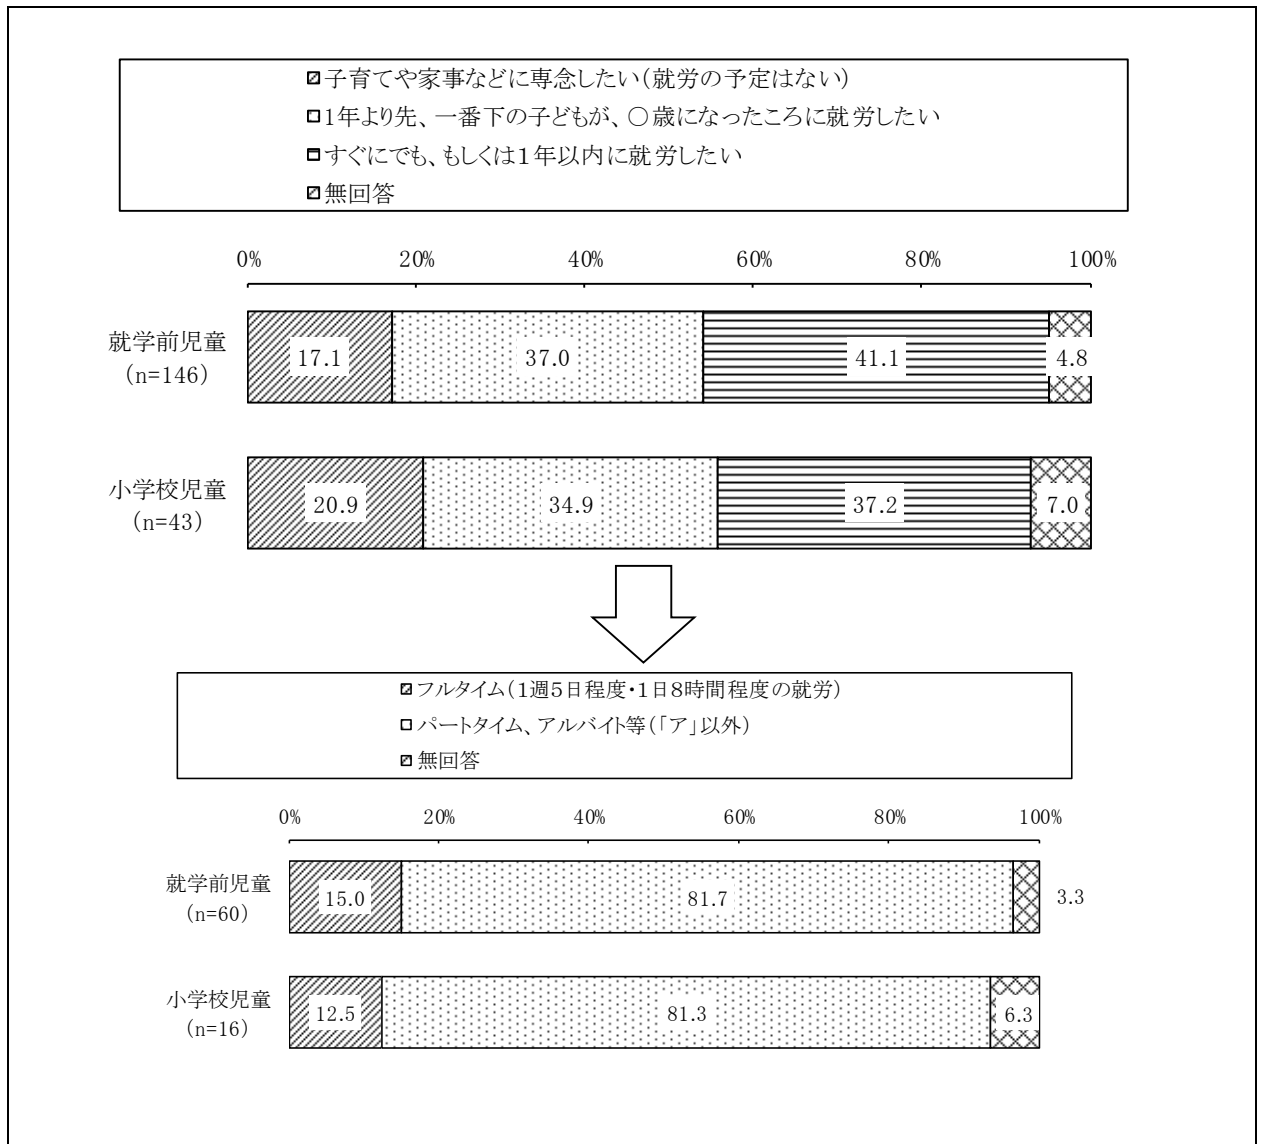 子育てや家事などに専念したい(就労の予定はない)
1年より先、一番下の子どもが、○歳になったころに就労したい
すぐにでも、もしくは1年以内に就労したい
無回答
0% 20% 40% 60% 80% 100%
就学前児童
(n=146)
17.1 37.0 41.1 4.8
小学校児童
(n=43)
20.9 34.9 37.2 7.0
フルタイム(1週5日程度・1日8時間程度の就労)
パートタイム、アルバイト等(「ア」以外)
無回答
0% 20% 40% 60% 80% 100%
就学前児童
(n=60)
15.0 81.7 3.3
小学校児童
(n=16)
12.5 81.3 6.3